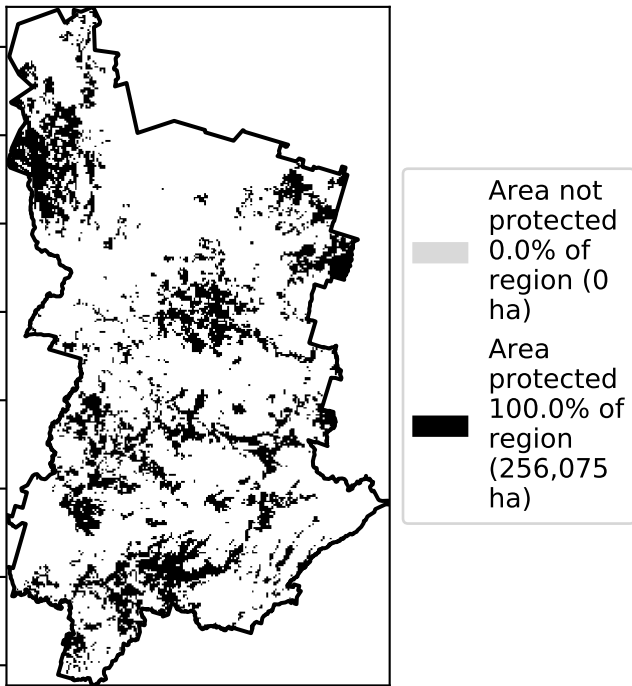 Area not
protected
0.0% of
region (0
ha)
Area
protected
100.0% of
region
(256,075
ha)